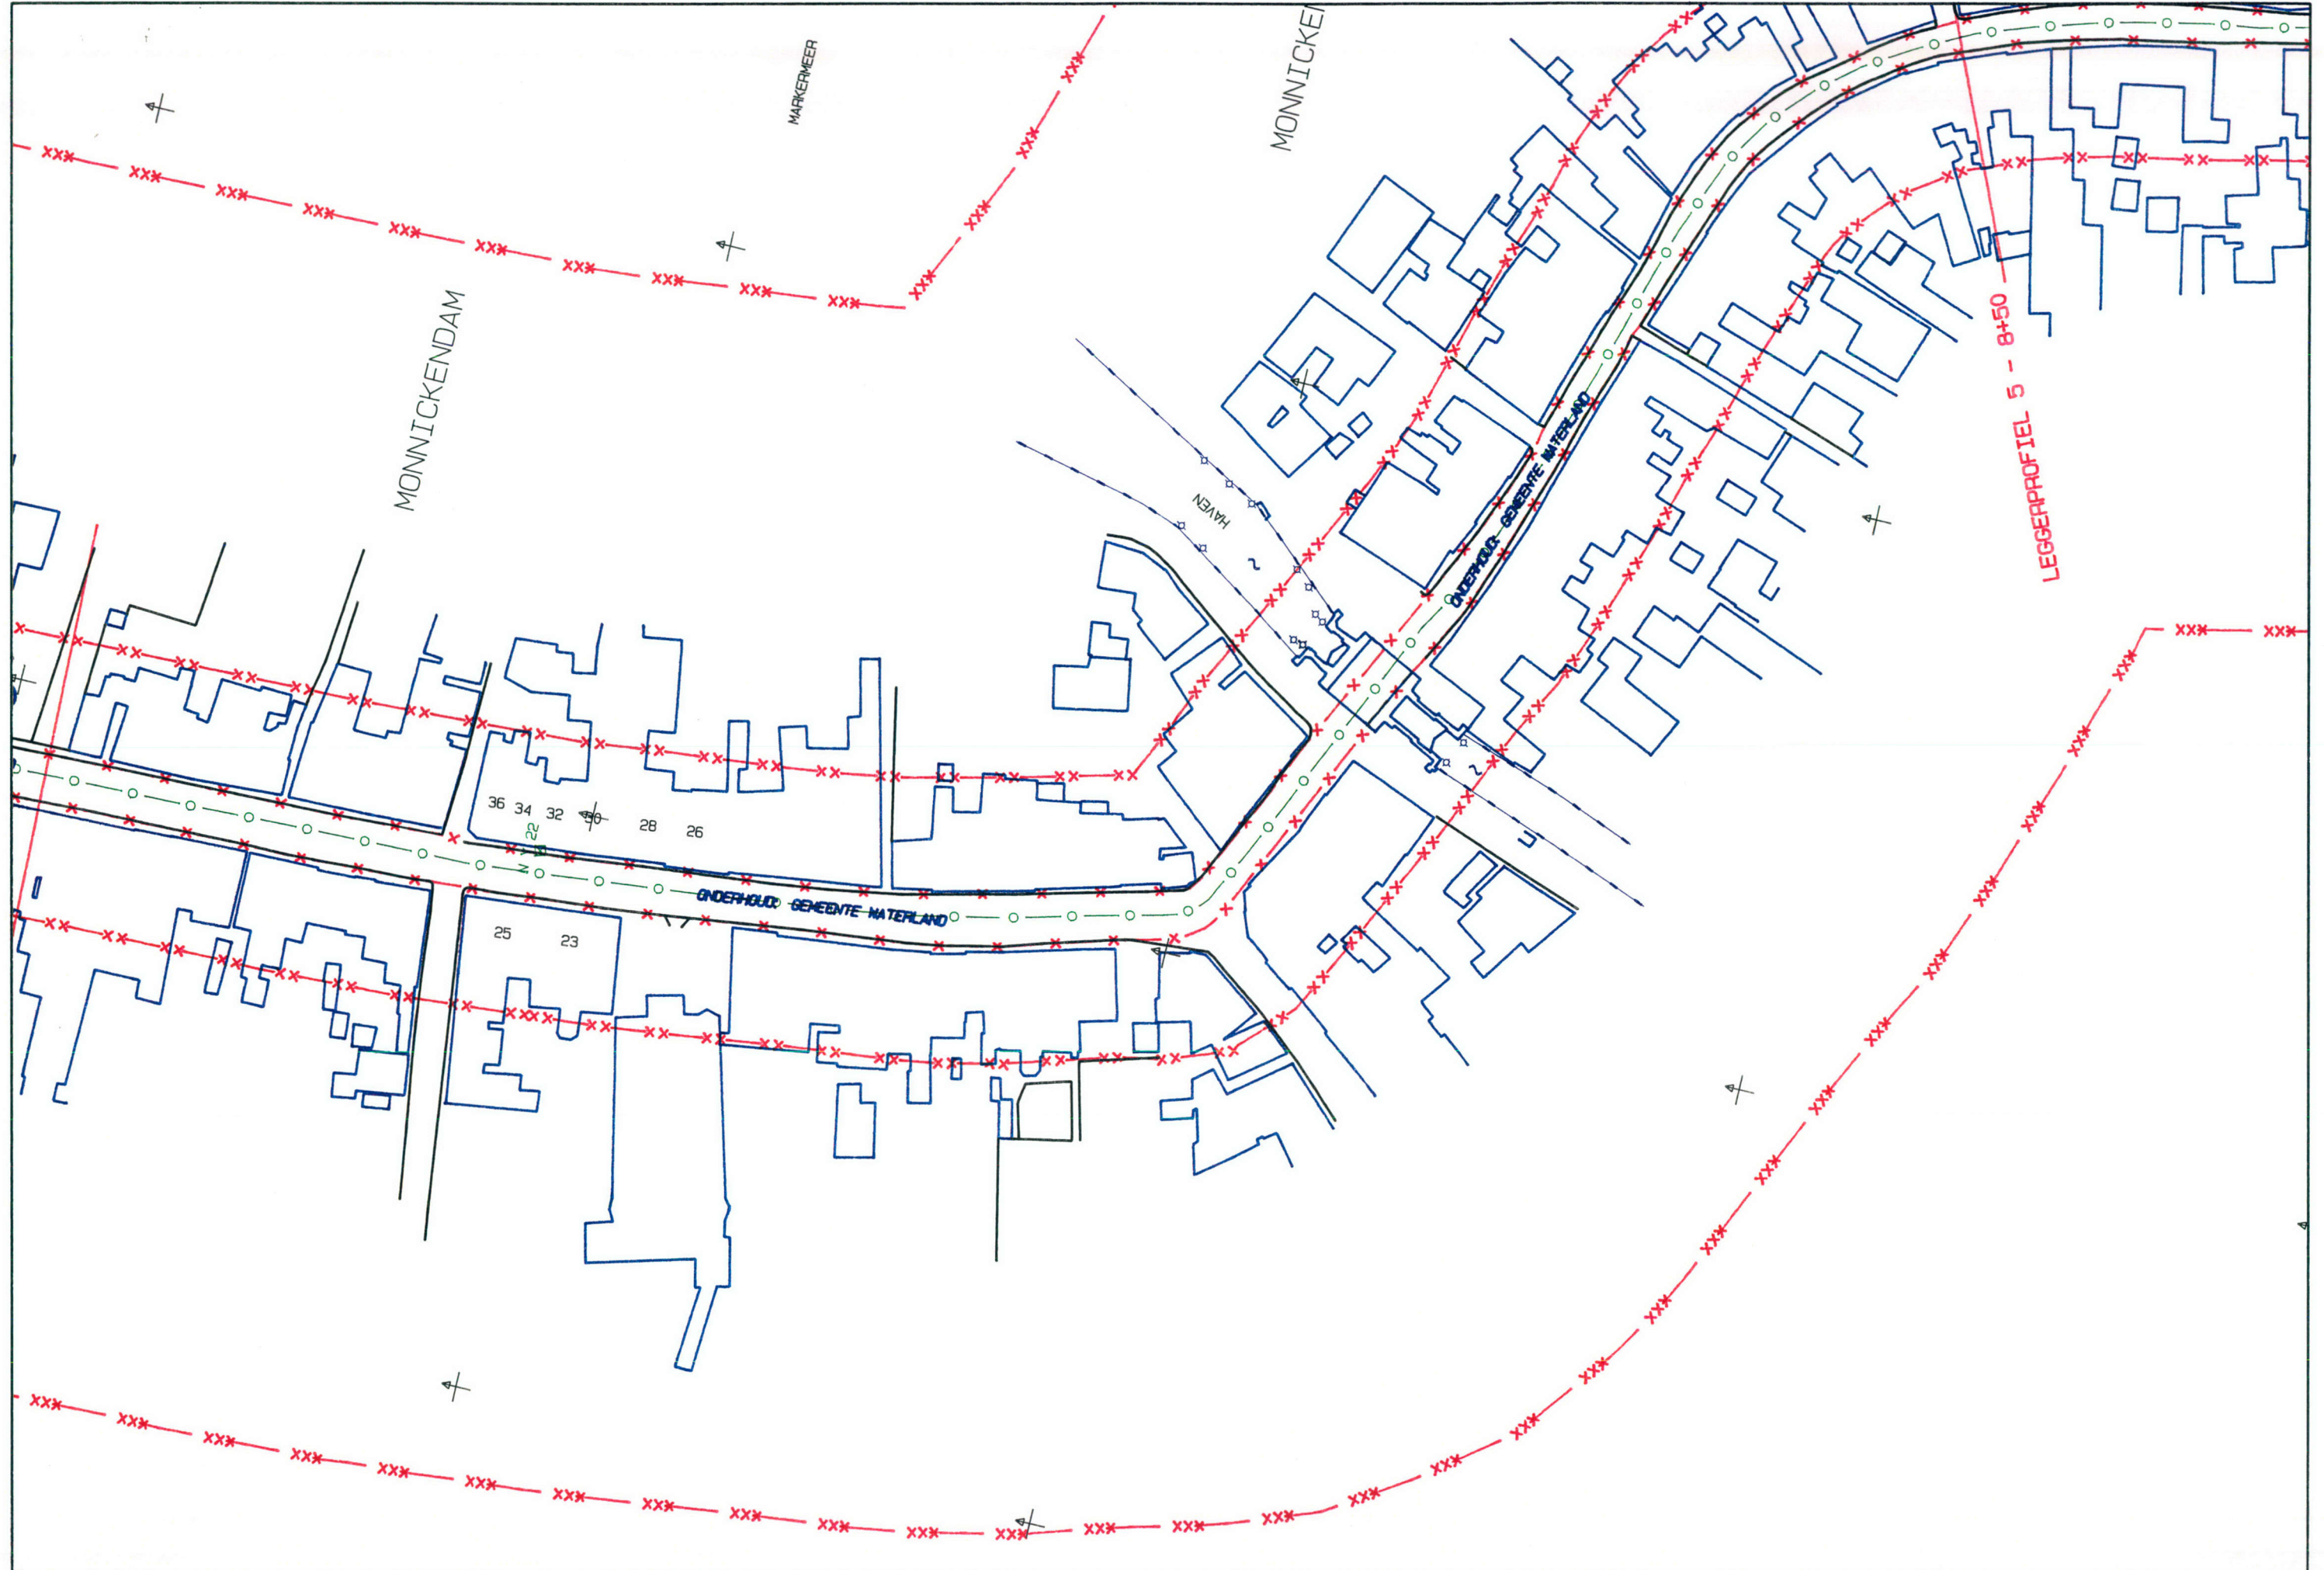 MARKERMEER
MONNICKEN
MONNICKENDAM
LEGGERPROFIEL 5 - 8+50
ONDERHOUD: GEMEENTE WATERLAND
HAVEN
36 34 32 30 28 26
22
ONDERHOUD: GEMEENTE WATERLAND
25 23